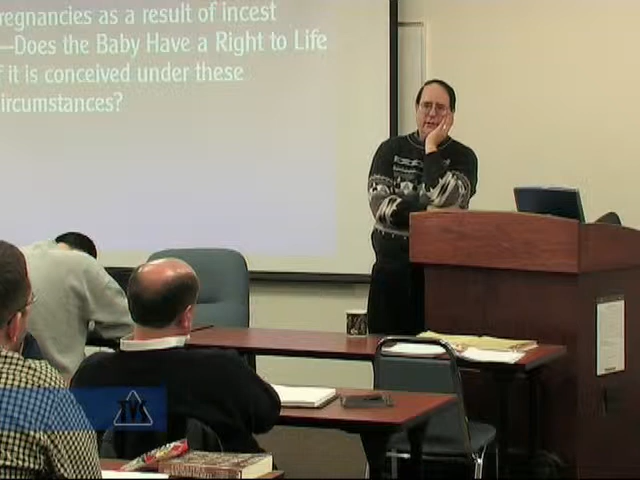 regnancies as a result of incest
—Does the Baby Have a Right to Life
f it is conceived under these
ircumstances?